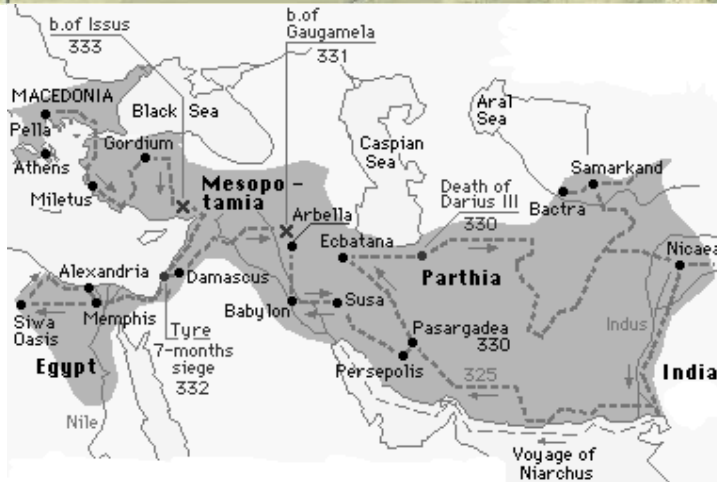 b.of Issus
333
b.of
Gaugamela
331
MACEDONIA
Pella
Black Sea
Gordium
Athens
Miletus
Mesopo-
tamia
Caspian
Sea
Aral
Sea
Samarkand
Bactra
Death of
Darius III
330
Arbella
Ecbatana
Parthia
Nicaea
Alexandria
Damascus
Babylon
Susa
Siwa
Oasis
Memphis
Tyre
7-months
siege
332
Egypt
Pasargadea
330
Persepolis
Indus
India
325
Nile
Voyage of
Niarchus